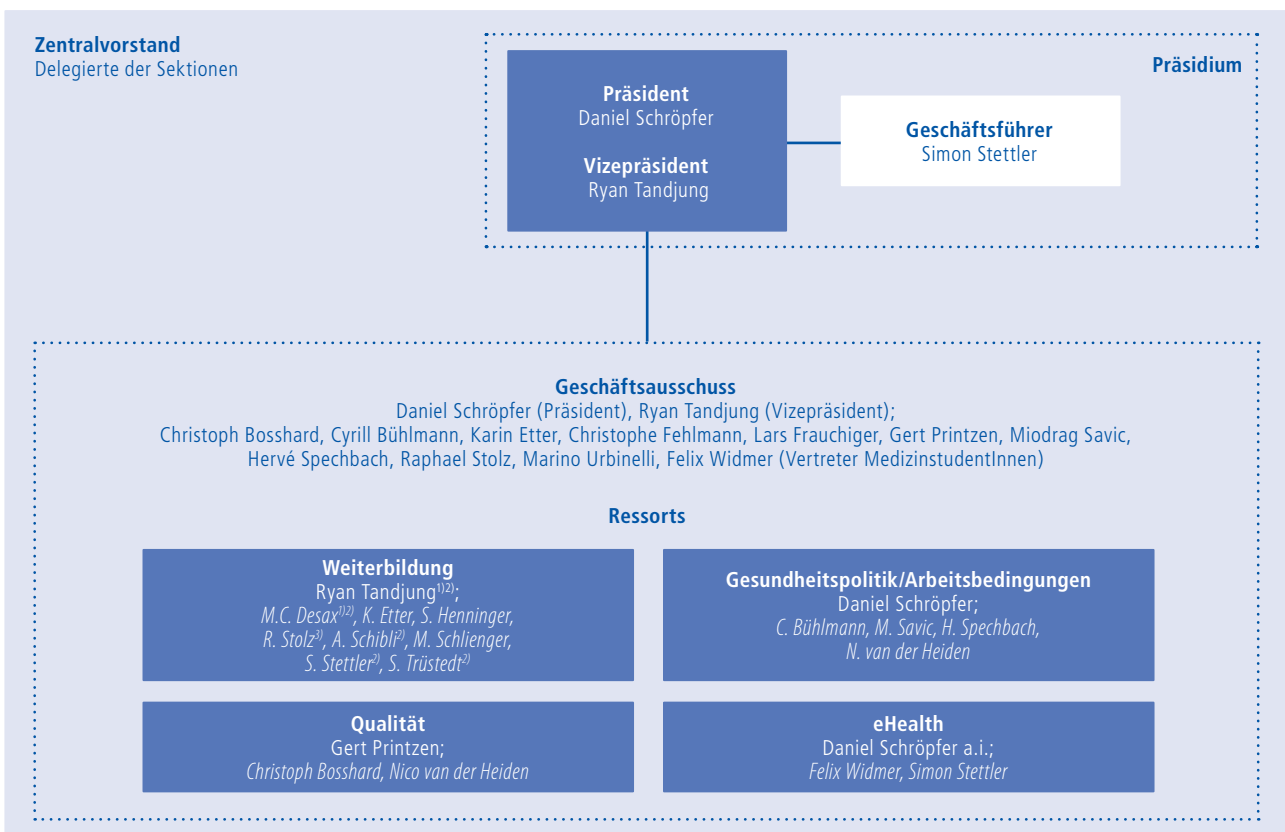 Zentralvorstand
Delegierte der Sektionen
Präsidium
Präsident
Daniel Schröpfer
Vizepräsident
Ryan Tandjung
Geschäftsführer
Simon Stettler
Geschäftsausschuss
Daniel Schröpfer (Präsident), Ryan Tandjung (Vizepräsident);
Christoph Bosshard, Cyrill Bühlmann, Karin Etter, Christophe Fehlmann, Lars Frauchiger, Gert Printzen, Miodrag Savic,
Hervé Spechbach, Raphael Stolz, Marino Urbinelli, Felix Widmer (Vertreter MedizinstudentInnen)
Ressorts
Weiterbildung
Ryan Tandjung¹⁾²⁾;
M.C. Desax¹⁾²⁾, K. Etter, S. Henninger,
R. Stolz³⁾, A. Schibli²⁾, M. Schlienger,
S. Stettler²⁾, S. Trüstedt²⁾
Gesundheitspolitik/Arbeitsbedingungen
Daniel Schröpfer;
C. Bühlmann, M. Savic, H. Spechbach,
N. van der Heiden
Qualität
Gert Printzen;
Christoph Bosshard, Nico van der Heiden
eHealth
Daniel Schröpfer a.i.;
Felix Widmer, Simon Stettler